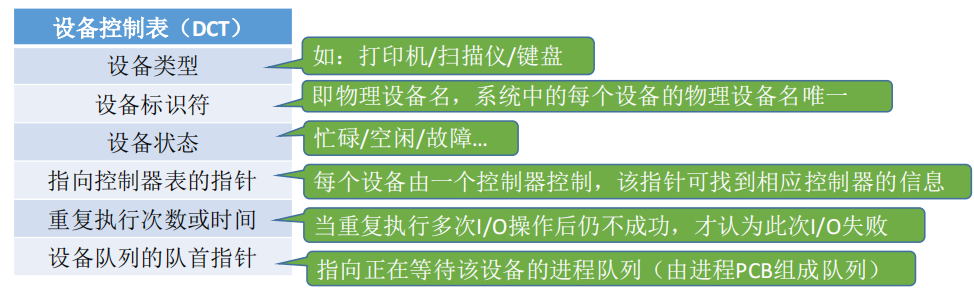 设备控制表（DCT）
设备类型
如：打印机/扫描仪/键盘
设备标识符
即物理设备名，系统中的每个设备的物理设备名唯一
设备状态
忙碌/空闲/故障…
指向控制器表的指针
每个设备由一个控制器控制，该指针可找到相应控制器的信息
重复执行次数或时间
当重复执行多次I/O操作后仍不成功，才认为此次I/O失败
设备队列的队首指针
指向正在等待该设备的进程队列（由进程PCB组成队列）